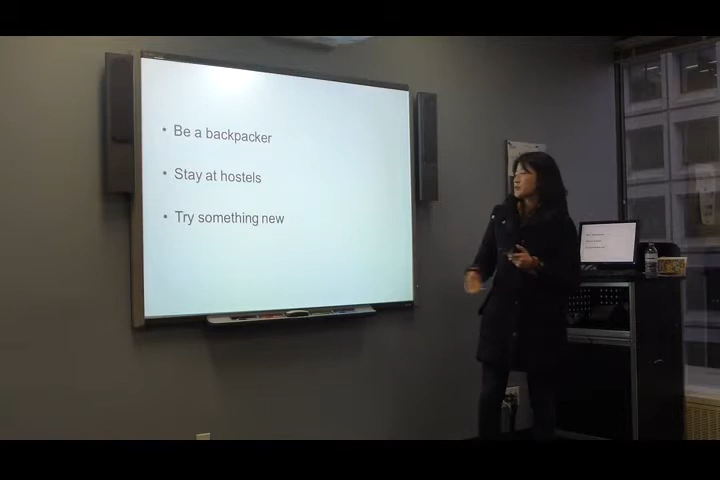 • Be a backpacker
• Stay at hostels
• Try something new